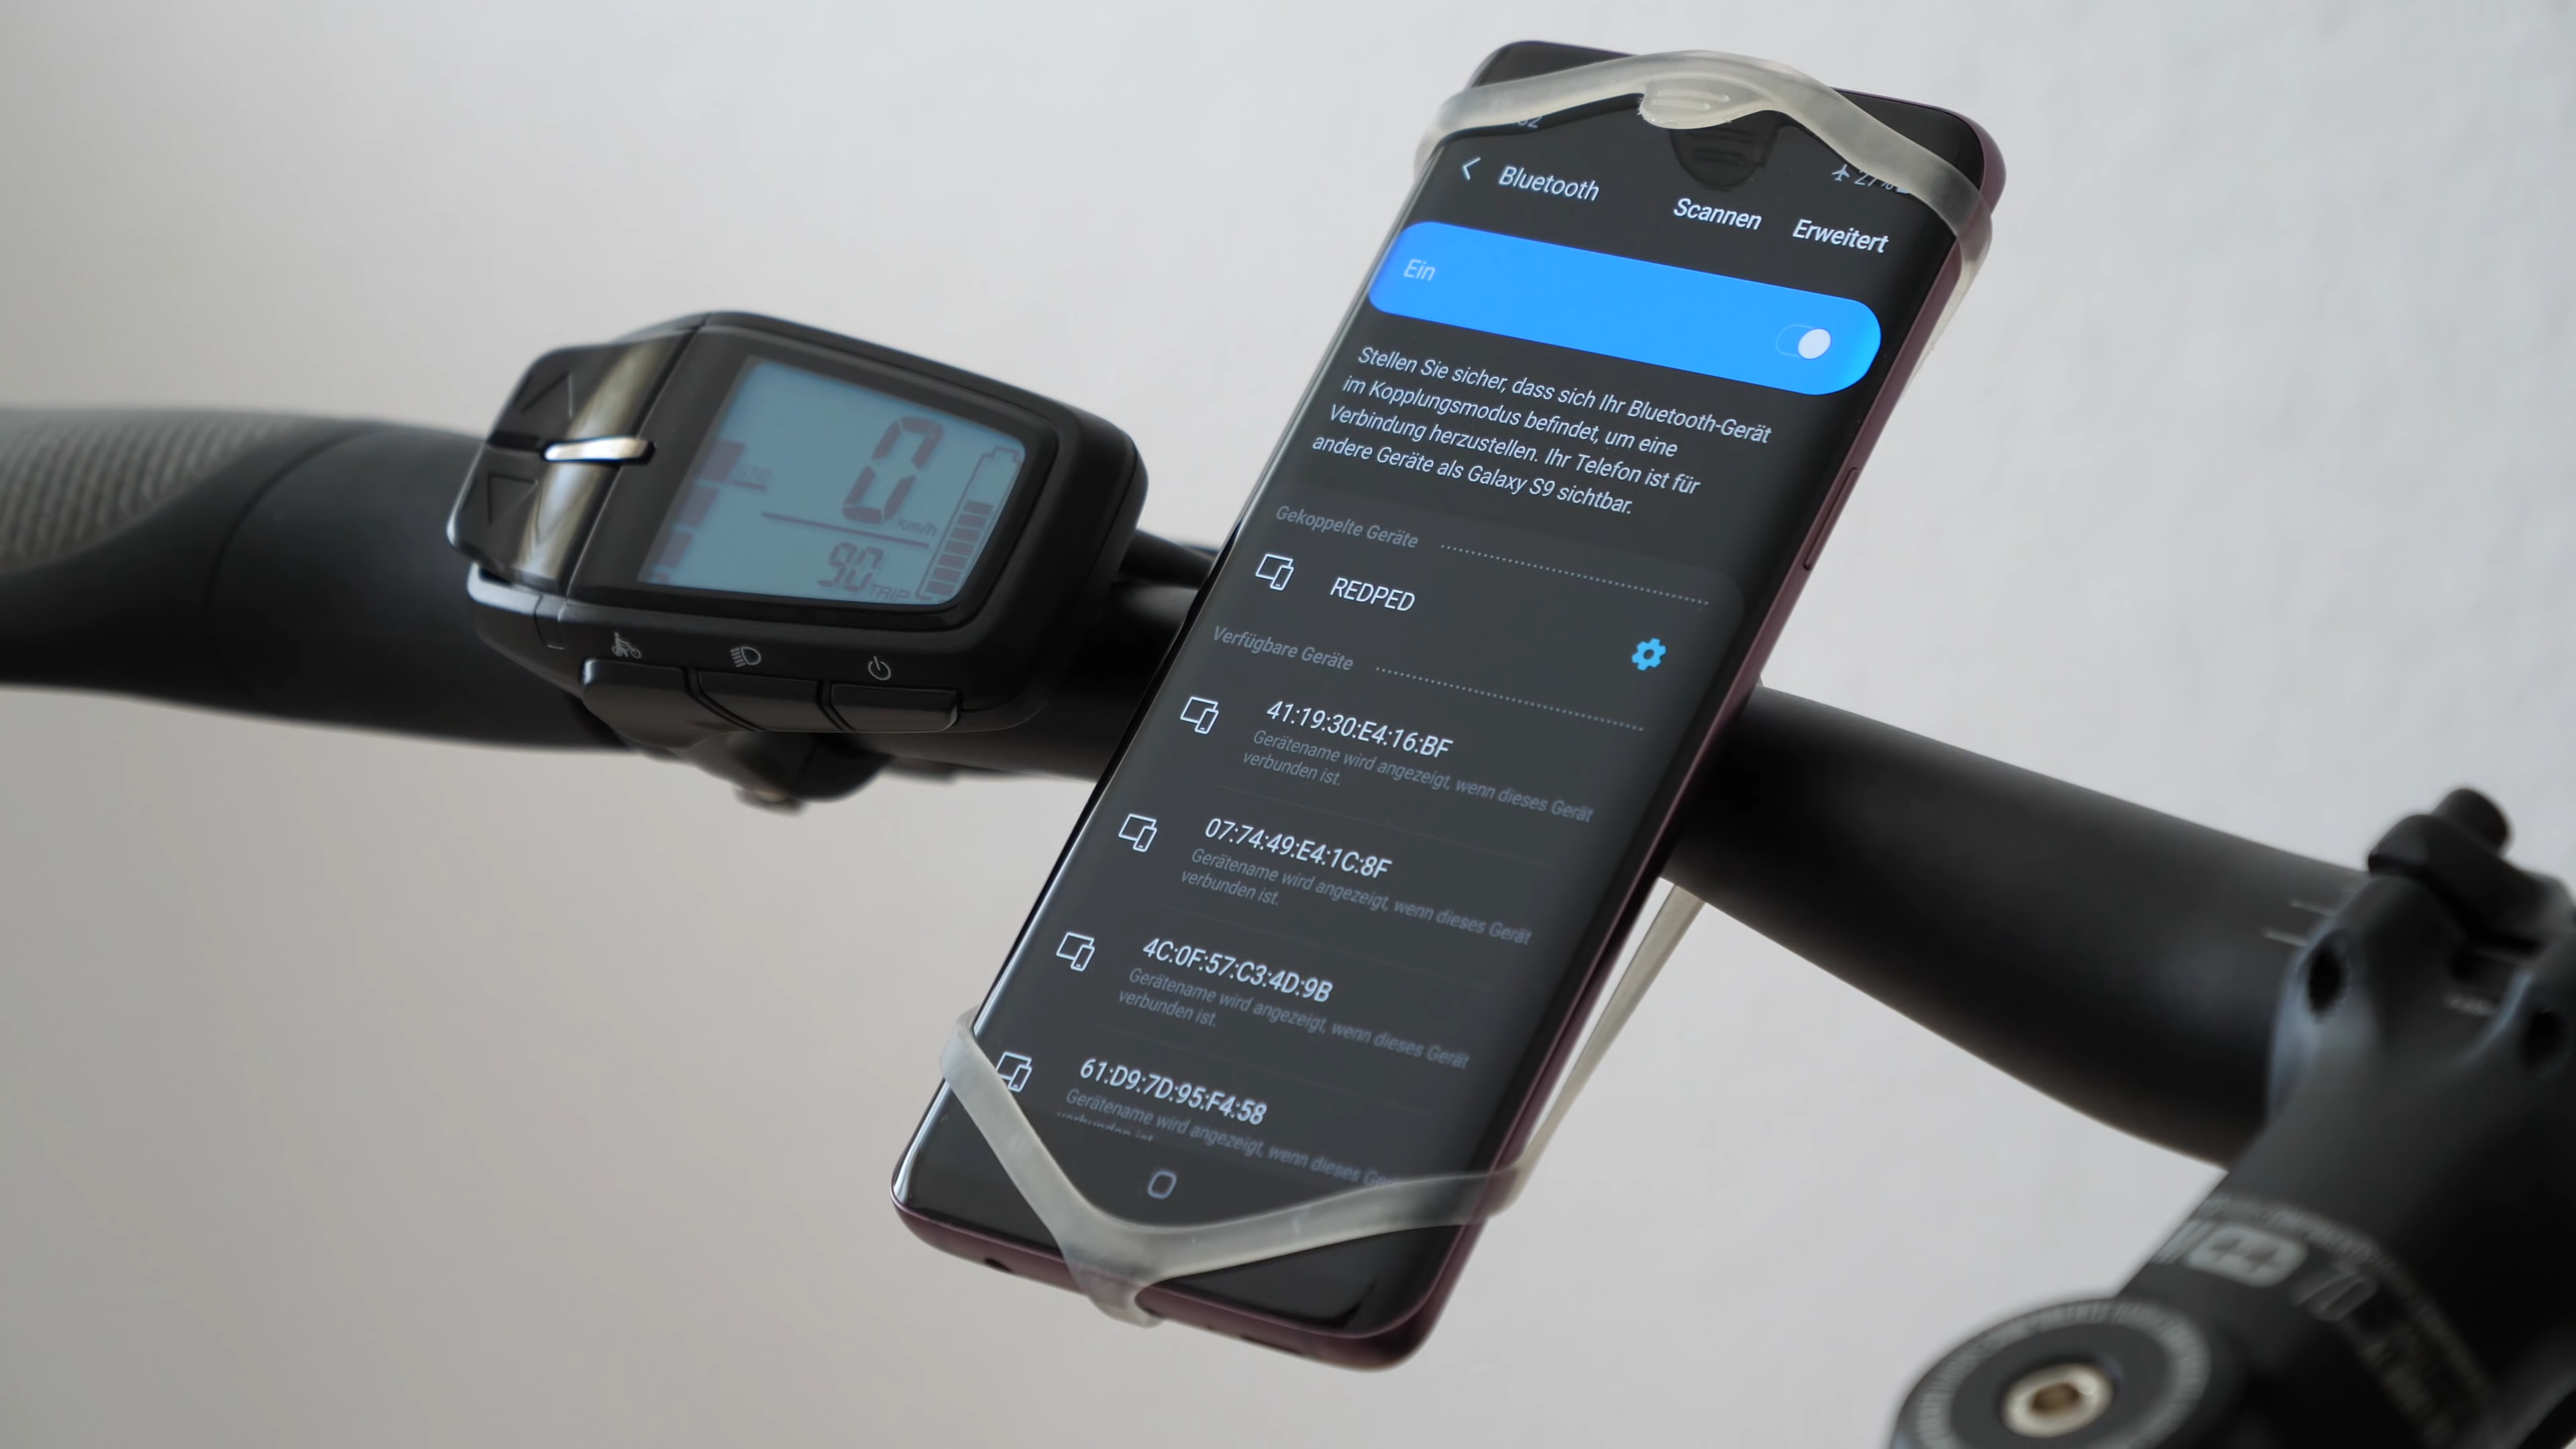 Bluetooth
Scannen Erweitert
Ein
Stellen Sie sicher, dass sich Ihr Bluetooth-Gerät
im Kopplungsmodus befindet, um eine
Verbindung herzustellen. Ihr Telefon ist für
andere Geräte als Galaxy S9 sichtbar.
Gekoppelte Geräte
REDPED
Verfügbare Geräte
41:19:30:E4:16:BF
Gerätename wird angezeigt, wenn dieses Gerät
verbunden ist.
07:74:49:E4:1C:8F
Gerätename wird angezeigt, wenn dieses Gerät
verbunden ist.
4C:0F:57:C3:4D:9B
Gerätename wird angezeigt, wenn dieses Gerät
verbunden ist.
61:D9:7D:95:F4:58
Gerätename wird angezeigt, wenn dieses
verbunden ist.
0
Km/h
90 TRIP
70